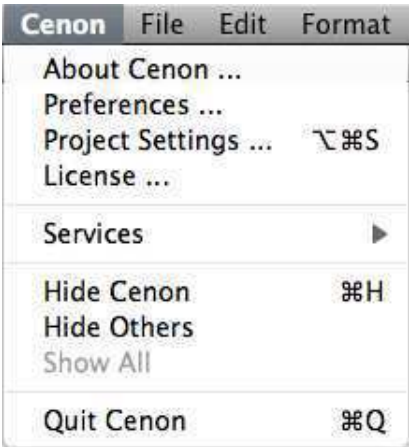 Cenon File Edit Format
About Cenon ...
Preferences ...
Project Settings ... ⌥⌘S
License ...
Services
Hide Cenon ⌘H
Hide Others
Show All
Quit Cenon ⌘Q